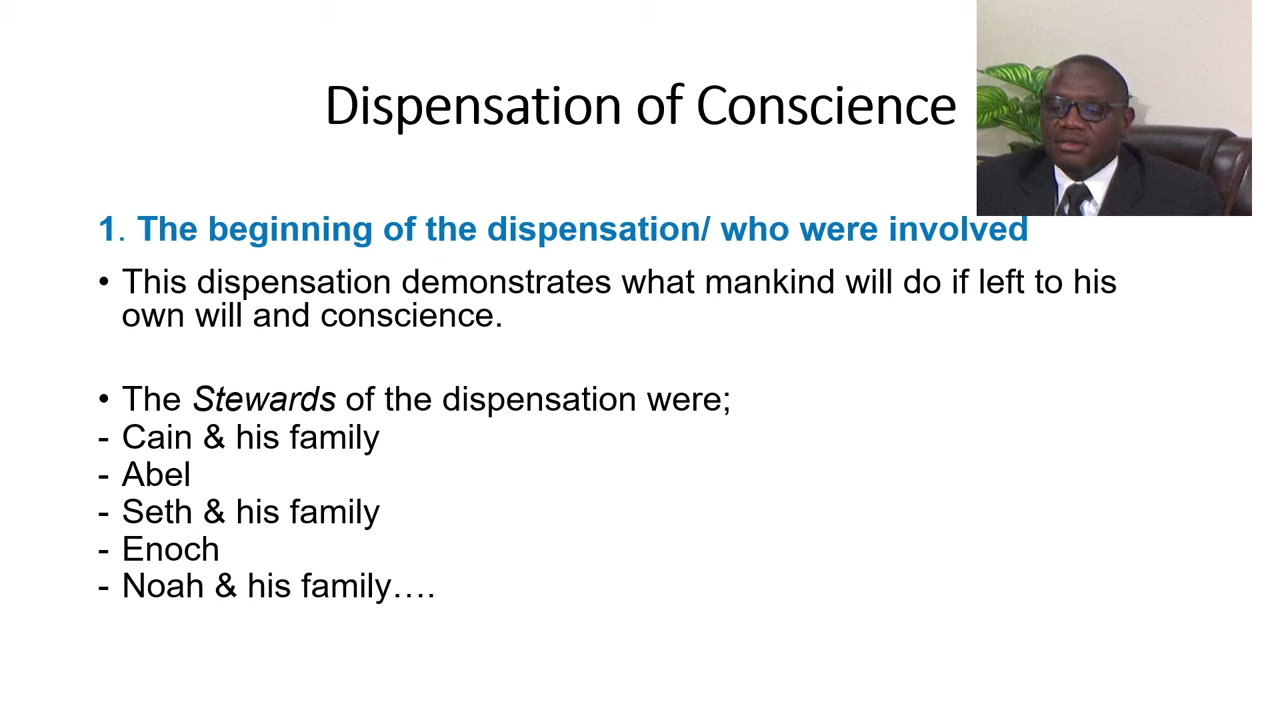 Dispensation of Conscience
1. The beginning of the dispensation/ who were involved
• This dispensation demonstrates what mankind will do if left to his
own will and conscience.
• The Stewards of the dispensation were;
- Cain & his family
- Abel
- Seth & his family
- Enoch
- Noah & his family….